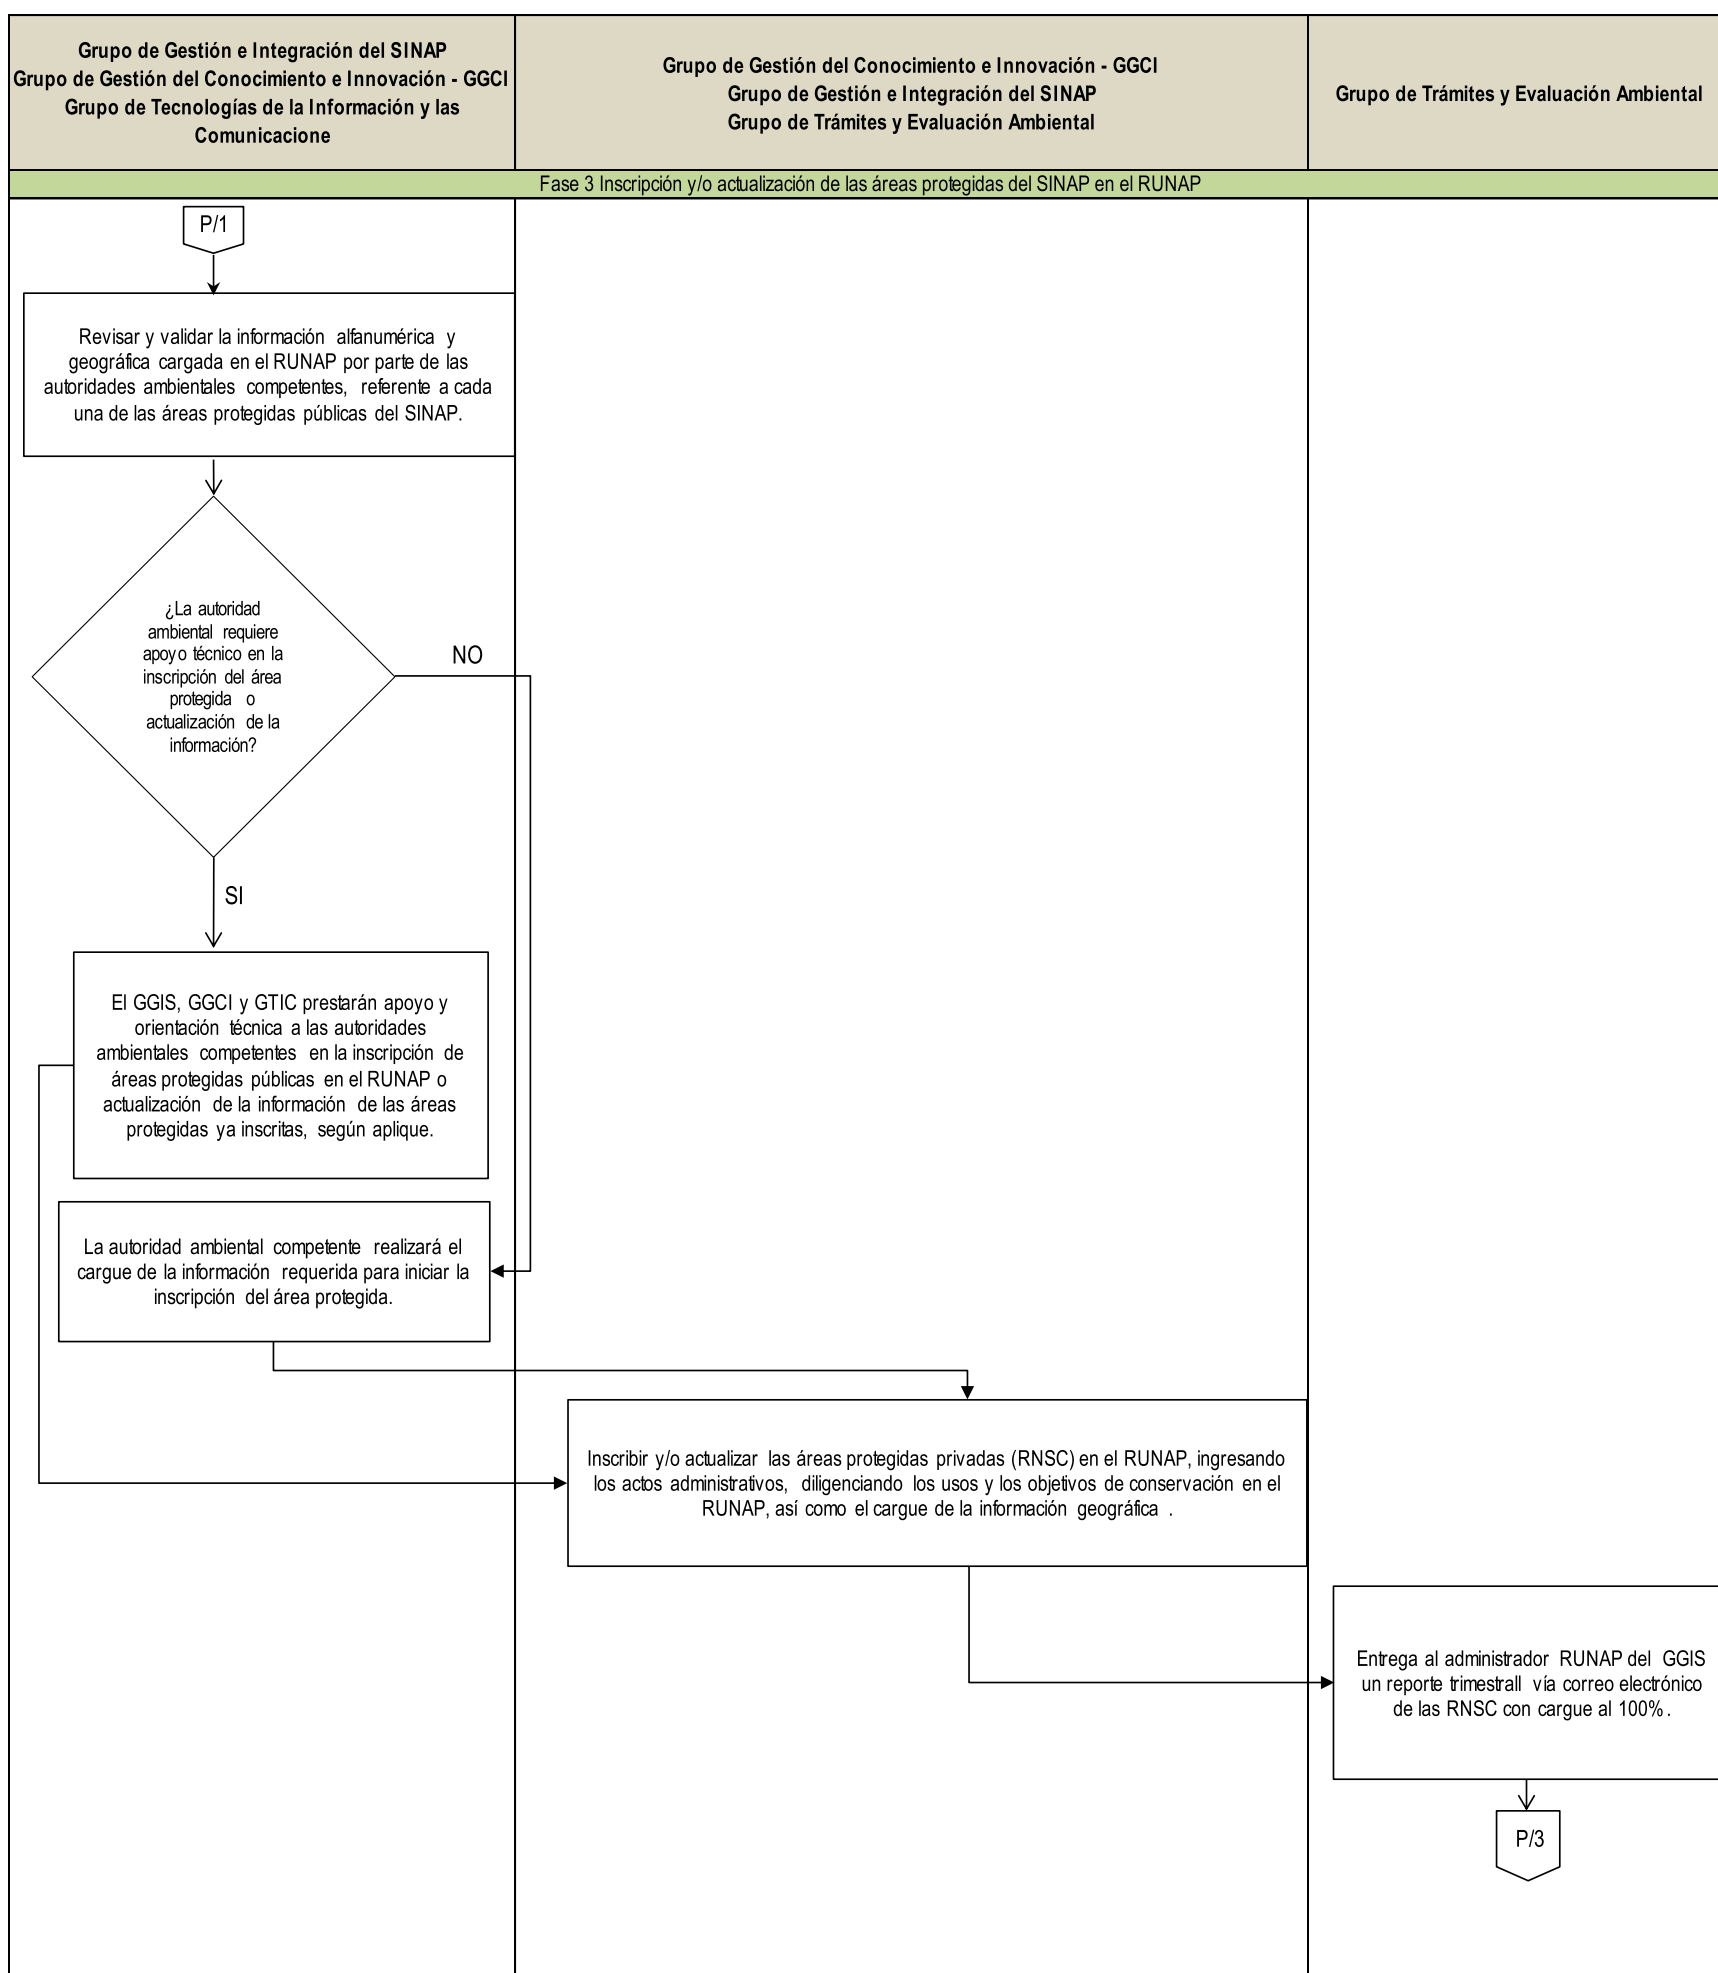 Grupo de Gestión e Integración del SINAP
Grupo de Gestión del Conocimiento e Innovación - GGCI
Grupo de Tecnologías de la Información y las
Comunicacione
Grupo de Gestión del Conocimiento e Innovación - GGCI
Grupo de Gestión e Integración del SINAP
Grupo de Trámites y Evaluación Ambiental
Grupo de Trámites y Evaluación Ambiental
Fase 3 Inscripción y/o actualización de las áreas protegidas del SINAP en el RUNAP
P/1
Revisar y validar la información alfanumérica y
geográfica cargada en el RUNAP por parte de las
autoridades ambientales competentes, referente a cada
una de las áreas protegidas públicas del SINAP.
¿La autoridad
ambiental requiere
apoyo técnico en la
inscripción del área
protegida o
actualización de la
información?
NO
SI
El GGIS, GGCI y GTIC prestarán apoyo y
orientación técnica a las autoridades
ambientales competentes en la inscripción de
áreas protegidas públicas en el RUNAP o
actualización de la información de las áreas
protegidas ya inscritas, según aplique.
La autoridad ambiental competente realizará el
cargue de la información requerida para iniciar la
inscripción del área protegida.
Inscribir y/o actualizar las áreas protegidas privadas (RNSC) en el RUNAP, ingresando
los actos administrativos, diligenciando los usos y los objetivos de conservación en el
RUNAP, así como el cargue de la información geográfica .
Entrega al administrador RUNAP del GGIS
un reporte trimestrall vía correo electrónico
de las RNSC con cargue al 100%.
P/3